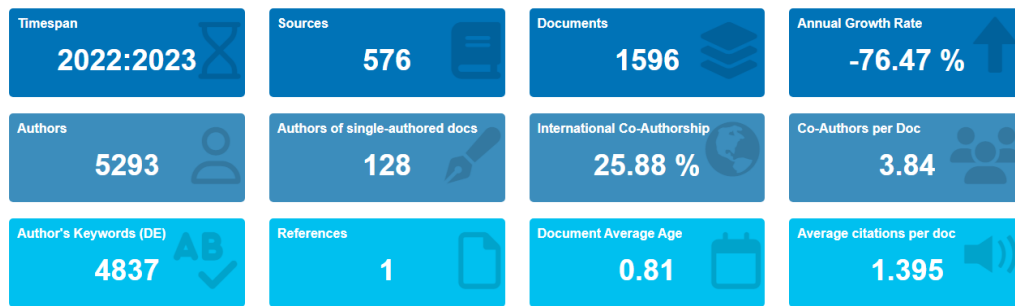 Timespan
2022:2023
Sources
576
Documents
1596
Annual Growth Rate
-76.47 %
Authors
5293
Authors of single-authored docs
128
International Co-Authorship
25.88 %
Co-Authors per Doc
3.84
Author's Keywords (DE)
4837
AB
References
1
Document Average Age
0.81
Average citations per doc
1.395